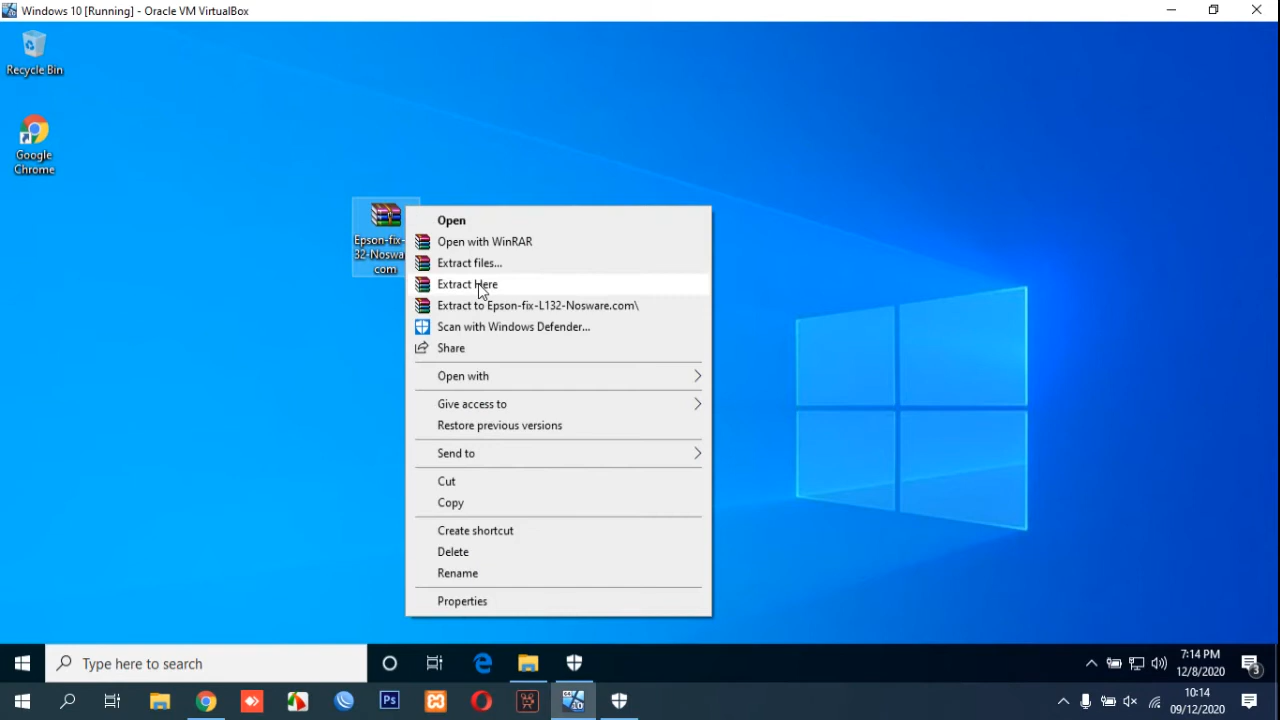 Windows 10 [Running] - Oracle VM VirtualBox
Recycle Bin
Google
Chrome
Epson-fix-
32-Noswa
com
Open
Open with WinRAR
Extract files...
Extract Here
Extract to Epson-fix-L132-Nosware.com\
Scan with Windows Defender...
Share
Open with
Give access to
Restore previous versions
Send to
Cut
Copy
Create shortcut
Delete
Rename
Properties
Type here to search
7:14 PM
12/8/2020
3
Ps
10:14
09/12/2020